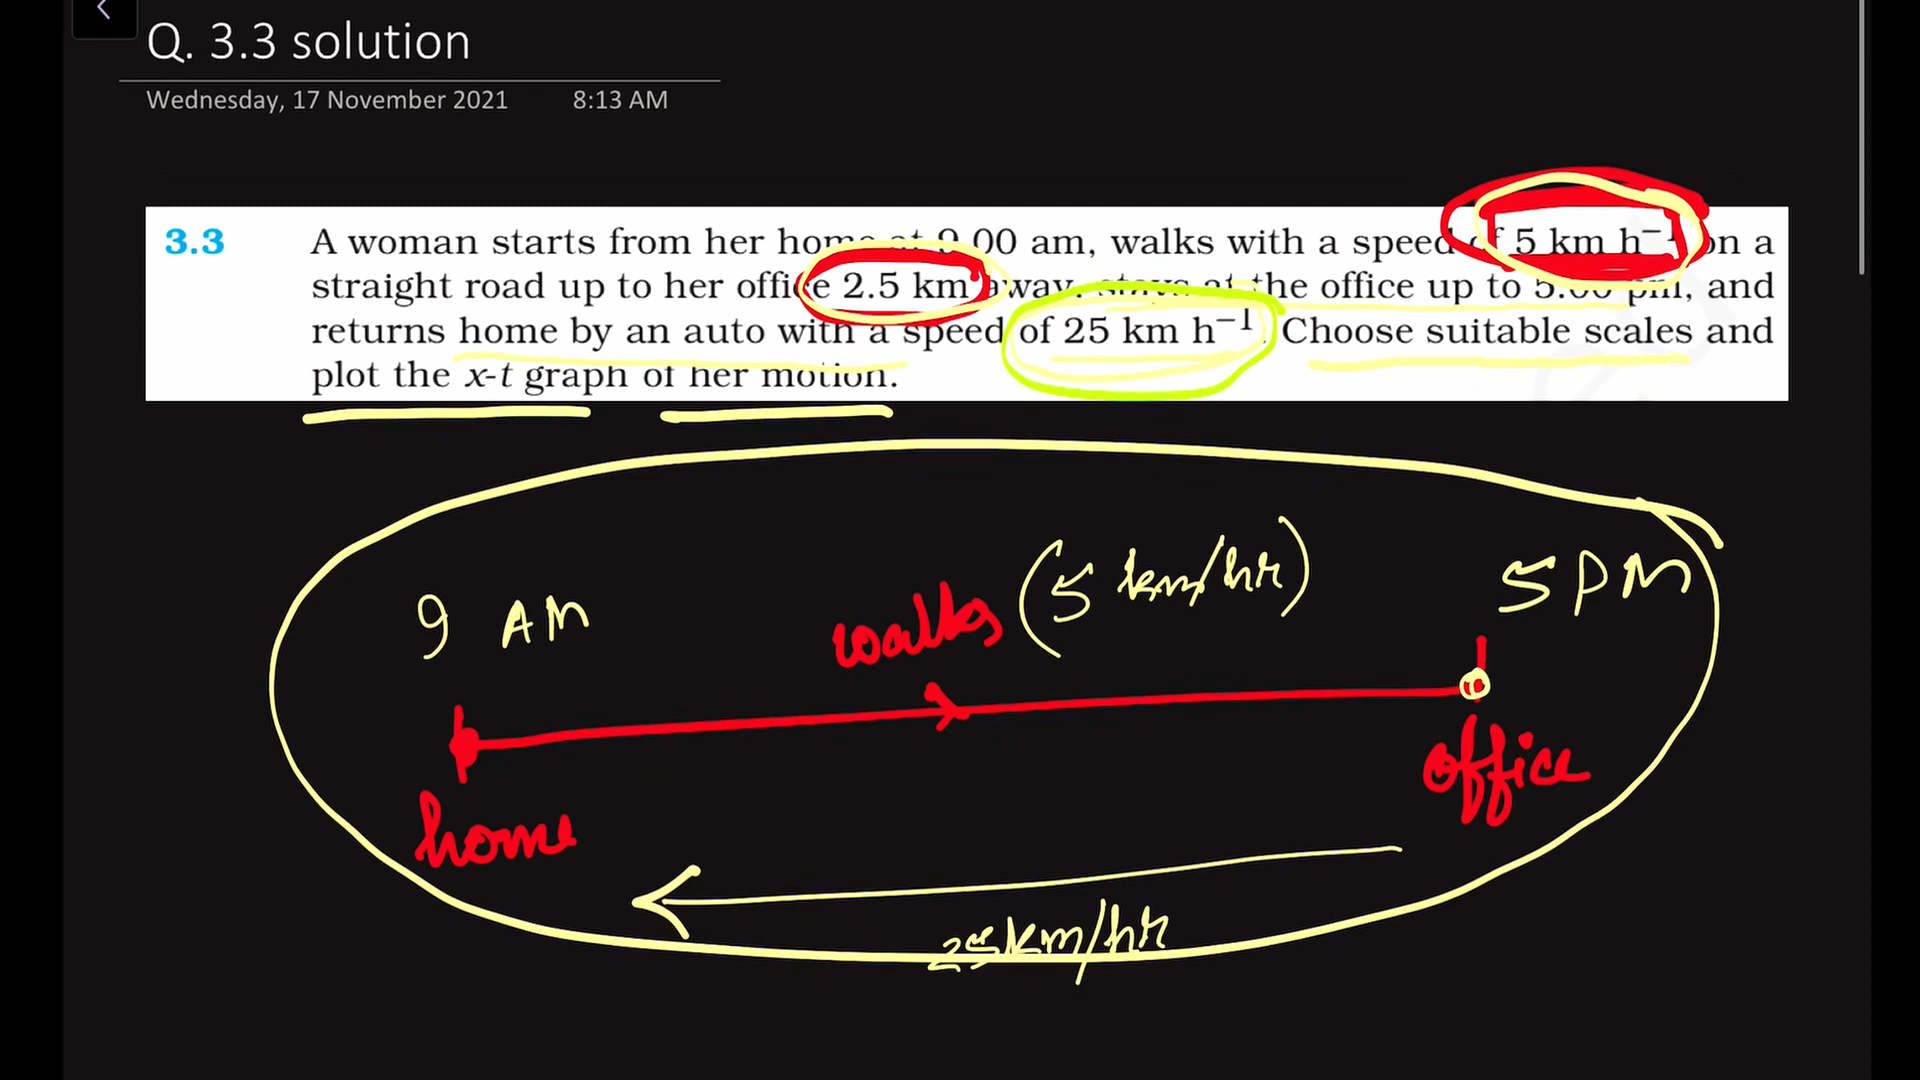 Q. 3.3 solution
Wednesday, 17 November 2021 8:13 AM
3.3 A woman starts from her home at 9.00 am, walks with a speed of 5 km h⁻¹ on a
straight road up to her office 2.5 km away, stays at the office up to 5.00 pm, and
returns home by an auto with a speed of 25 km h⁻¹. Choose suitable scales and
plot the x-t graph of her motion.
9 AM walks (5 km/hr) 5 PM
home office
25km/hr